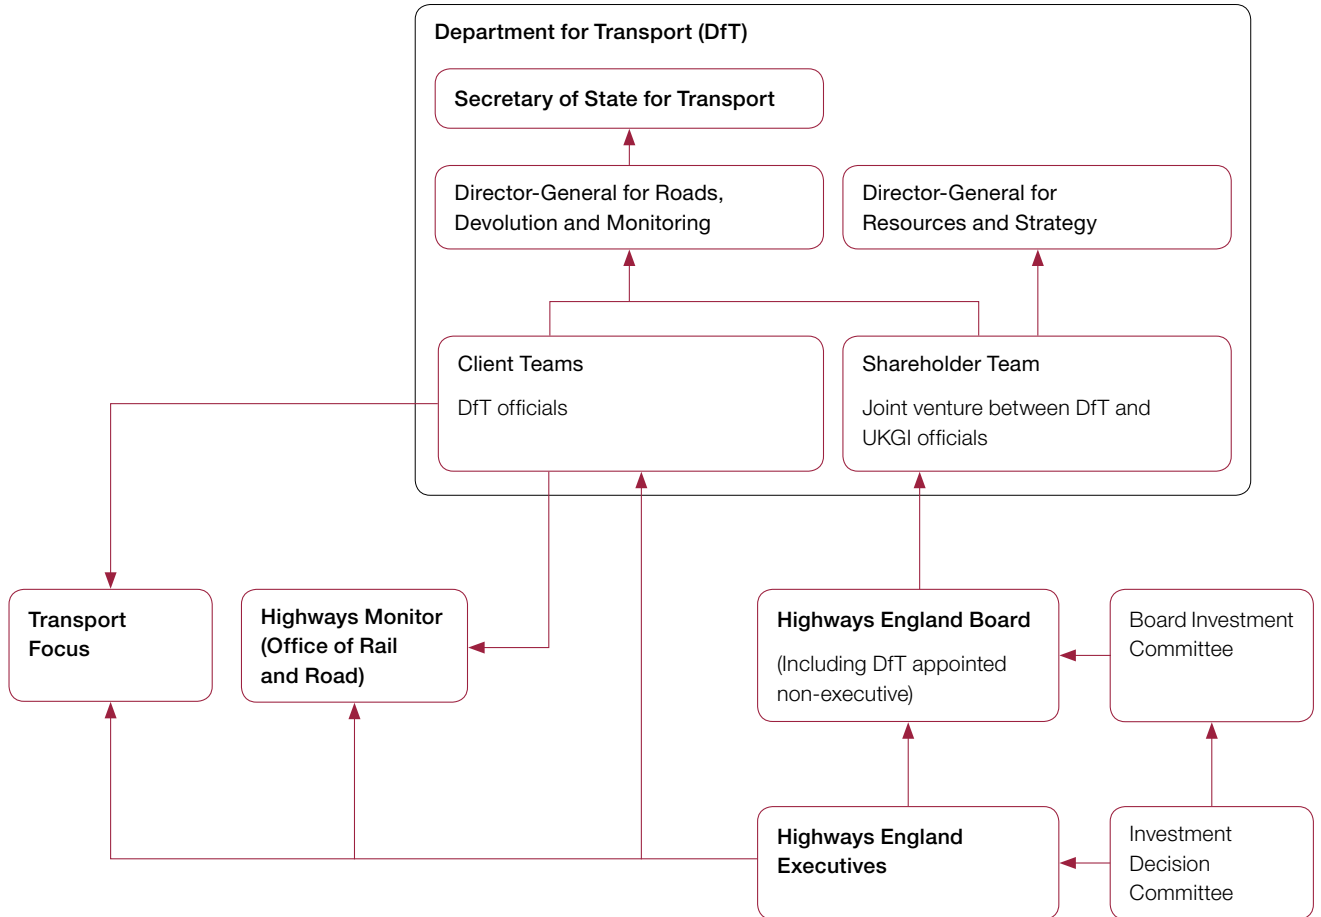 Department for Transport (DfT)
Secretary of State for Transport
Director-General for Roads,
Devolution and Monitoring
Director-General for
Resources and Strategy
Client Teams
DfT officials
Shareholder Team
Joint venture between DfT and
UKGI officials
Transport
Focus
Highways Monitor
(Office of Rail
and Road)
Highways England Board
(Including DfT appointed
non-executive)
Board Investment
Committee
Highways England
Executives
Investment
Decision
Committee